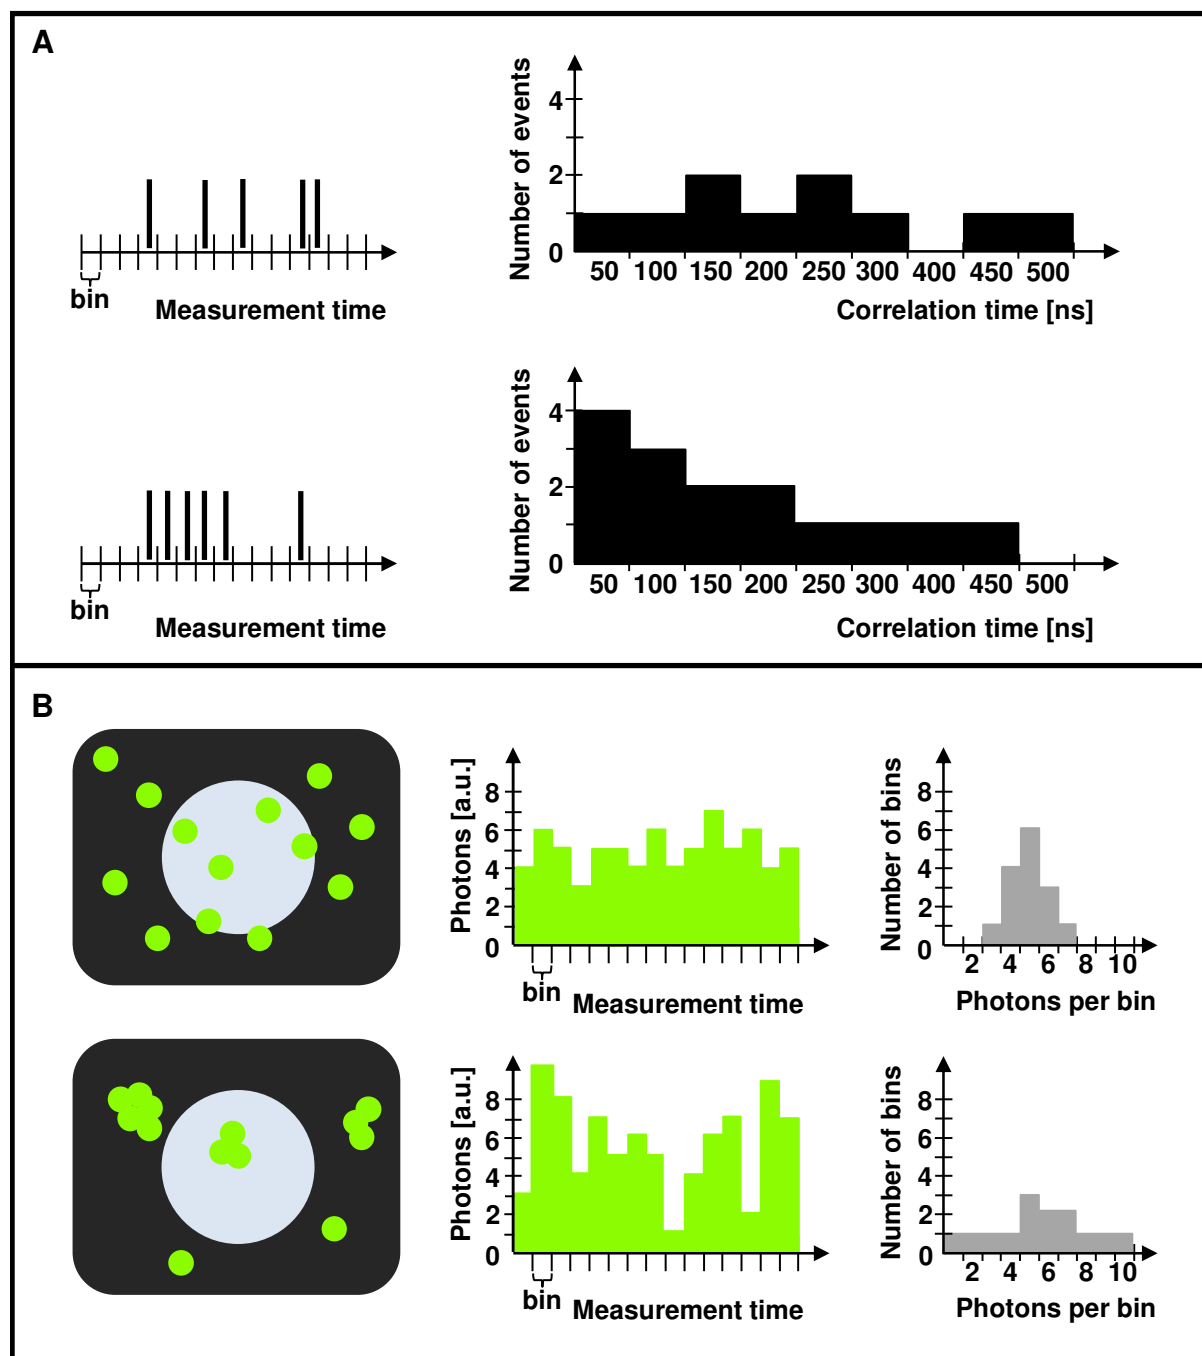 A
Number of events
4
2
0
50 100 150 200 250 300 400 450 500
Correlation time [ns]
bin
Measurement time
Number of events
4
2
0
50 100 150 200 250 300 400 450 500
Correlation time [ns]
bin
Measurement time
B
Photons [a.u.]
8
6
4
2
0
bin
Measurement time
Number of bins
8
6
4
2
0
2 4 6 8 10
Photons per bin
Photons [a.u.]
8
6
4
2
0
bin
Measurement time
Number of bins
8
6
4
2
0
2 4 6 8 10
Photons per bin